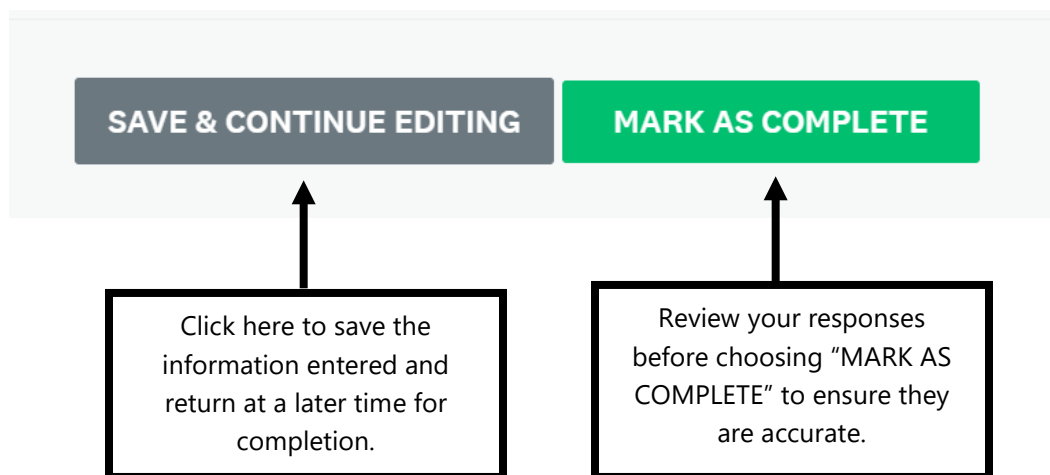 SAVE & CONTINUE EDITING
MARK AS COMPLETE
Click here to save the
information entered and
return at a later time for
completion.
Review your responses
before choosing “MARK AS
COMPLETE” to ensure they
are accurate.